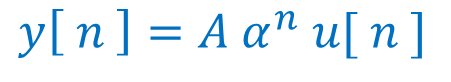 y[ n ] = A αⁿ u[ n ]